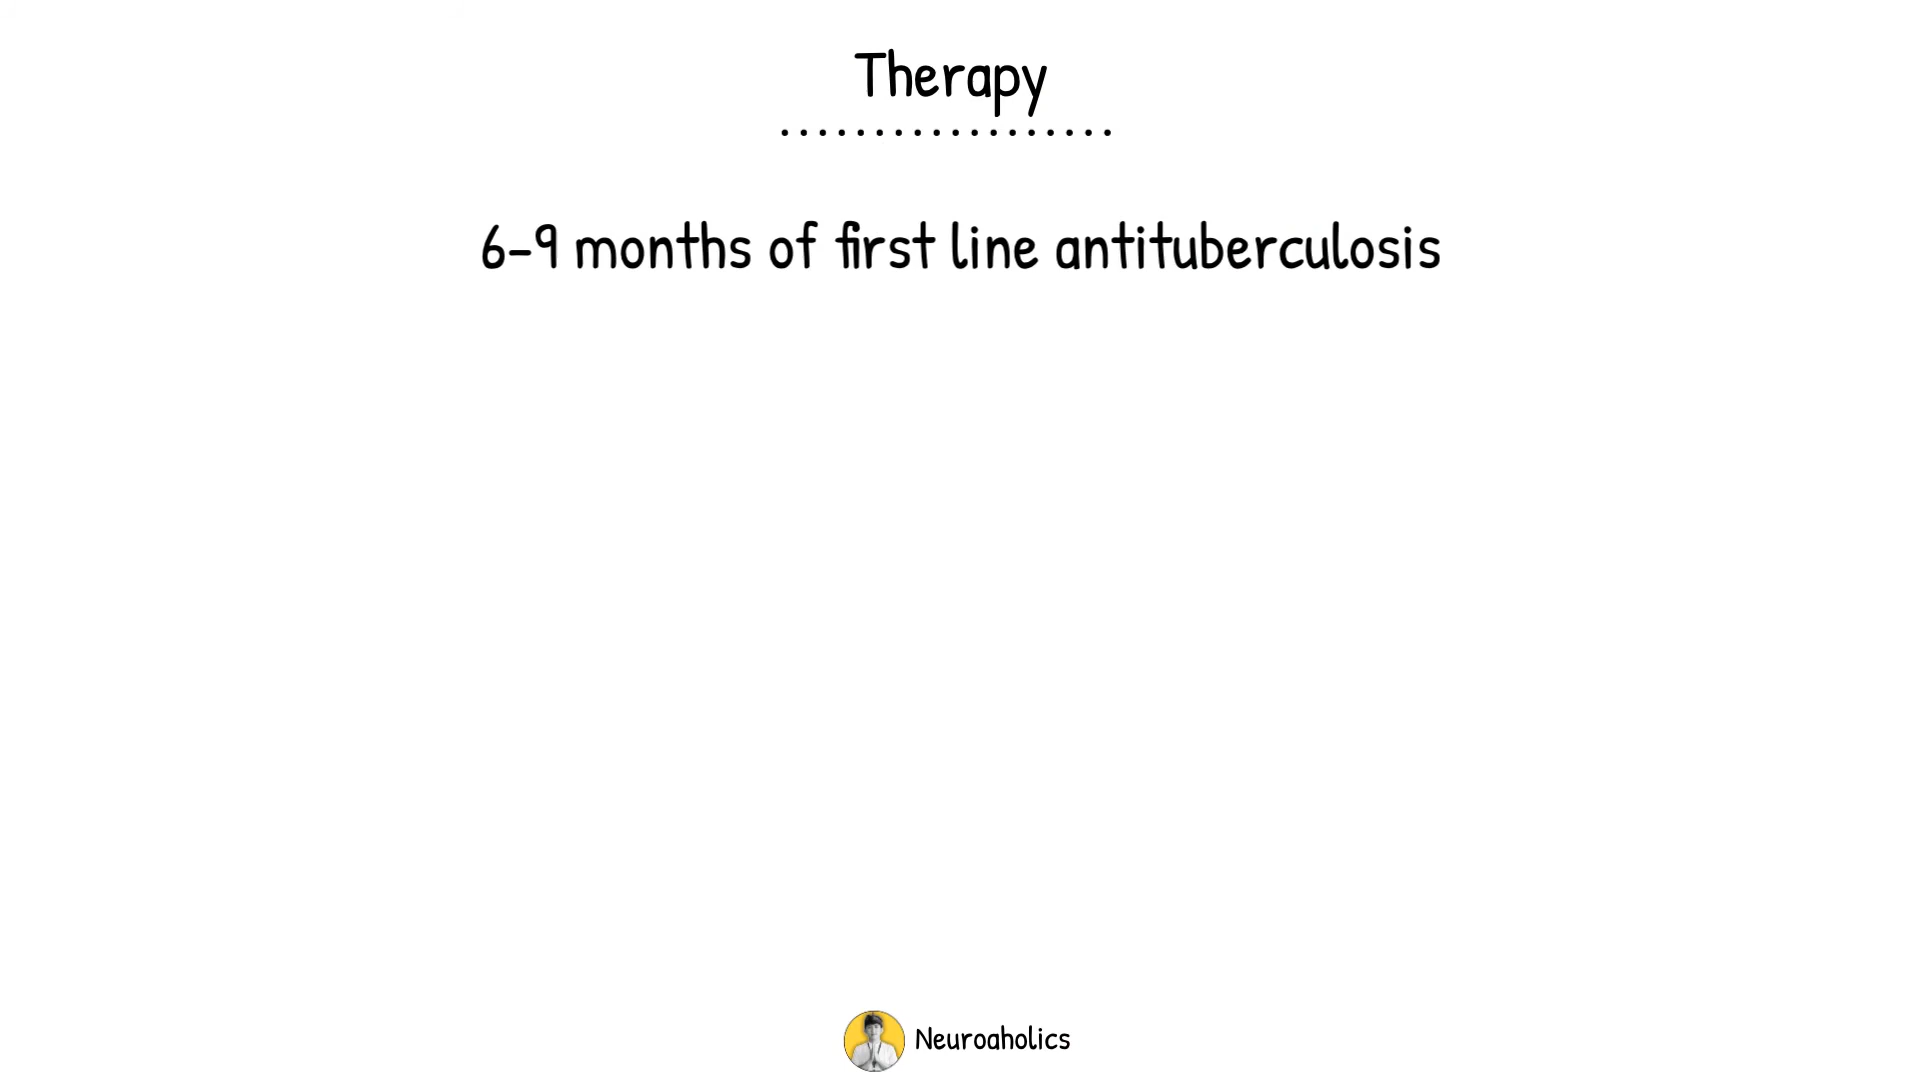 Therapy
6-9 months of first line antituberculosis
Neuroaholics